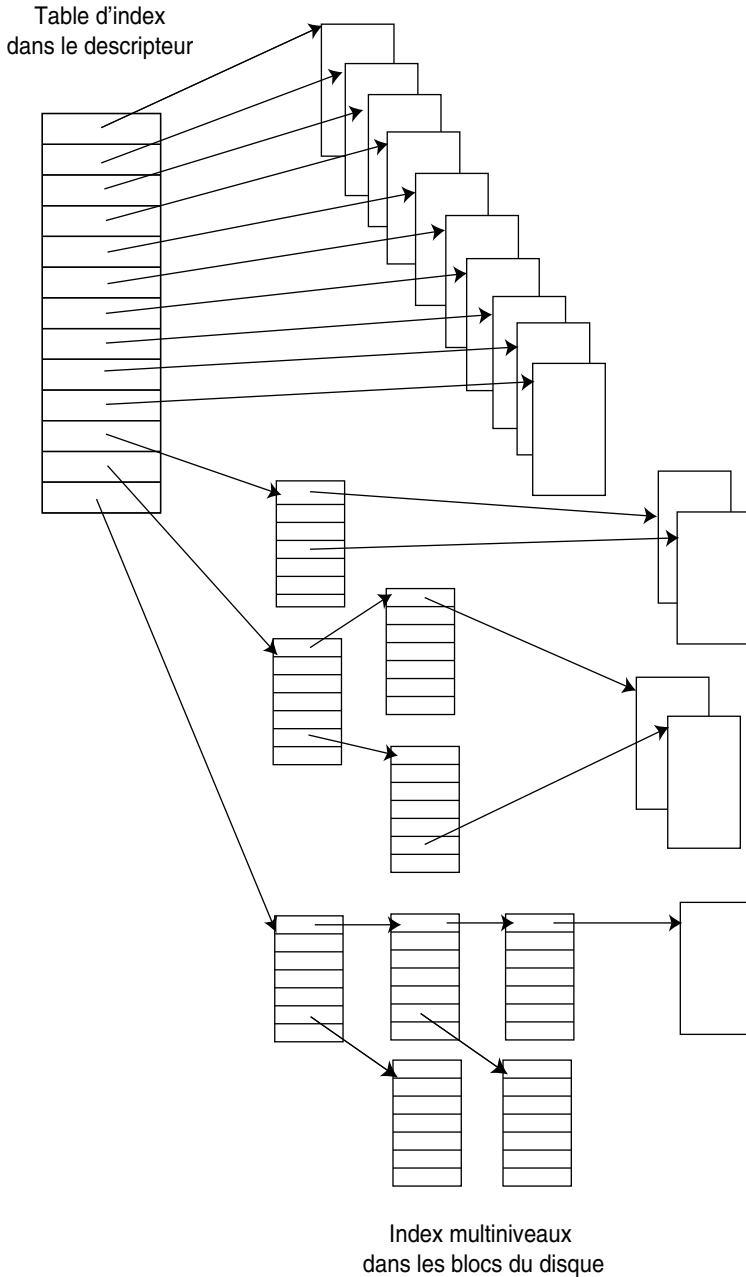 Table d'index
dans le descripteur
Index multiniveaux
dans les blocs du disque